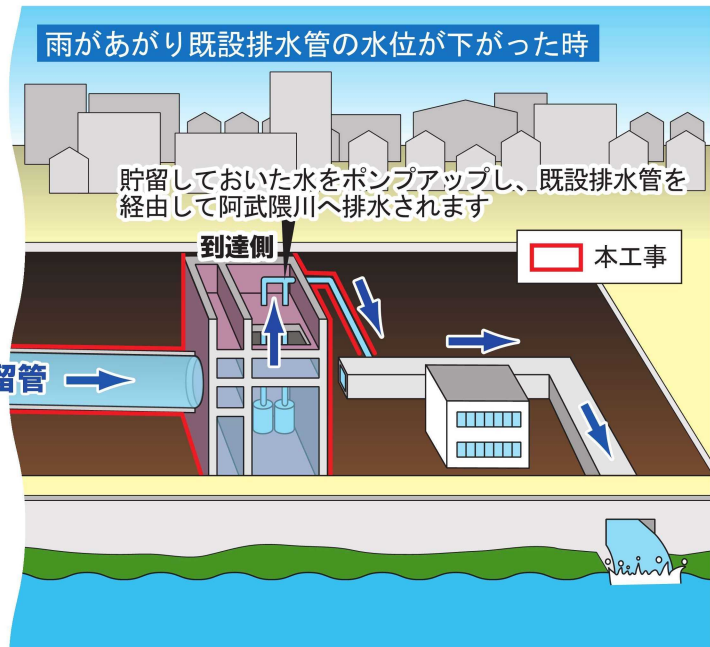 雨があがり既設排水管の水位が下がった時
貯留しておいた水をポンプアップし、既設排水管を
経由して阿武隈川へ排水されます
到達側
本工事
留管